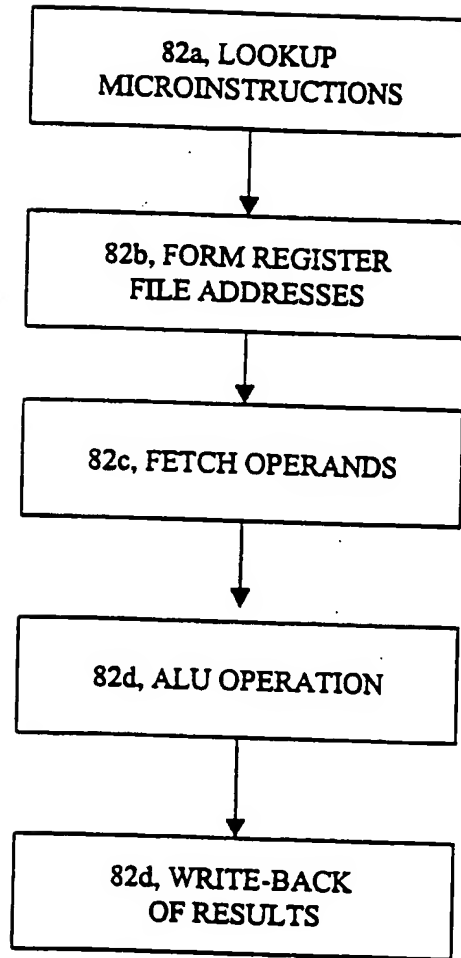 82a, LOOKUP
MICROINSTRUCTIONS
82b, FORM REGISTER
FILE ADDRESSES
82c, FETCH OPERANDS
82d, ALU OPERATION
82d, WRITE-BACK
OF RESULTS